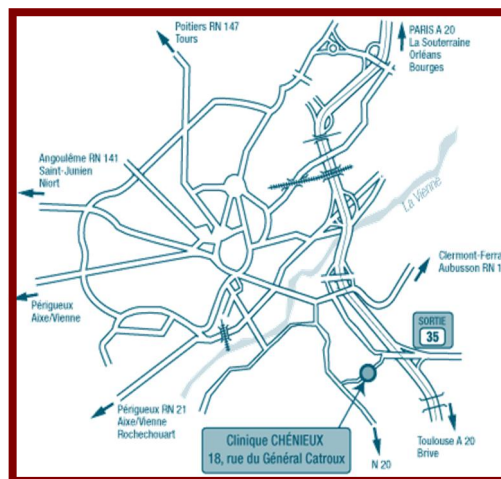 Poitiers RN 147
Tours
PARIS A 20
La Souterraine
Orléans
Bourges
Angoulême RN 141
Saint-Junien
Niort
La Vienne
Clermont-Ferra
Aubusson RN 1
Périgueux
Aixe/Vienne
SORTIE
35
Périgueux RN 21
Aixe/Vienne
Rochechouart
Clinique CHÉNIEUX
18, rue du Général Catroux
N 20
Toulouse A 20
Brive